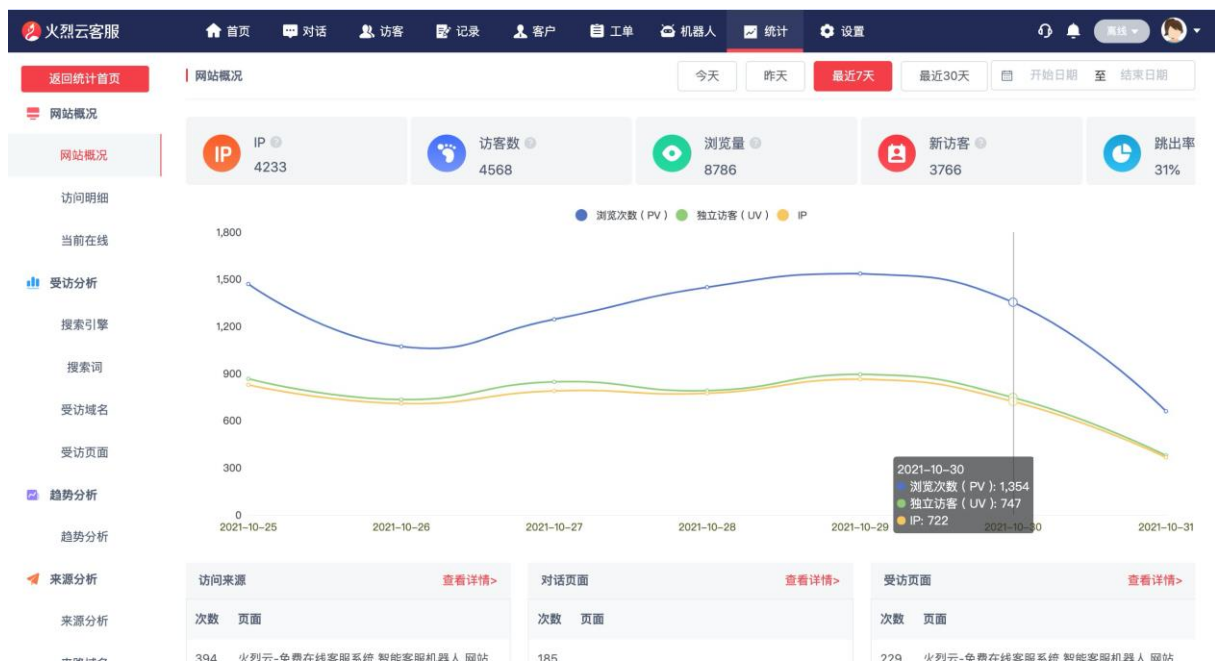 火烈云客服
首页 对话 访客 记录 客户 工单 机器人 统计 设置 离线
返回统计首页
网站概况 今天 昨天 最近7天 最近30天 开始日期 至 结束日期
网站概况
网站概况
访问明细
当前在线
受访分析
搜索引擎
搜索词
受访域名
受访页面
趋势分析
趋势分析
来源分析
来源分析
IP
IP
4233
访客数
4568
浏览量
8786
新访客
3766
跳出率
31%
浏览次数(PV) 独立访客(UV) IP
1,800
1,500
1,200
900
600
300
0
2021-10-25 2021-10-26 2021-10-27 2021-10-28 2021-10-29 2021-10-30 2021-10-31
2021-10-30
浏览次数(PV): 1,354
独立访客(UV): 747
IP: 722
访问来源 查看详情>
次数 页面
394 火烈云-免费在线客服系统,智能客服机器人,网站
对话页面 查看详情>
次数 页面
185
受访页面 查看详情>
次数 页面
229 火烈云-免费在线客服系统,智能客服机器人,网站